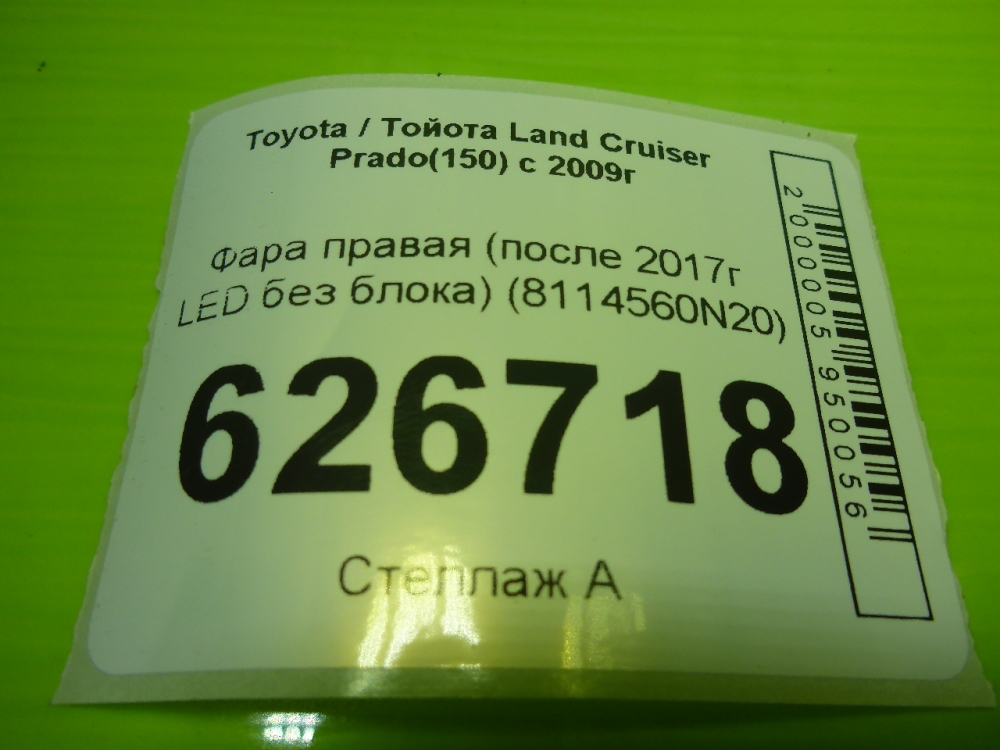 Toyota / Тойота Land Cruiser
Prado(150) с 2009г
Фара правая (после 2017г
LED без блока) (8114560N20)
626718
Стеллаж А
2000005950056